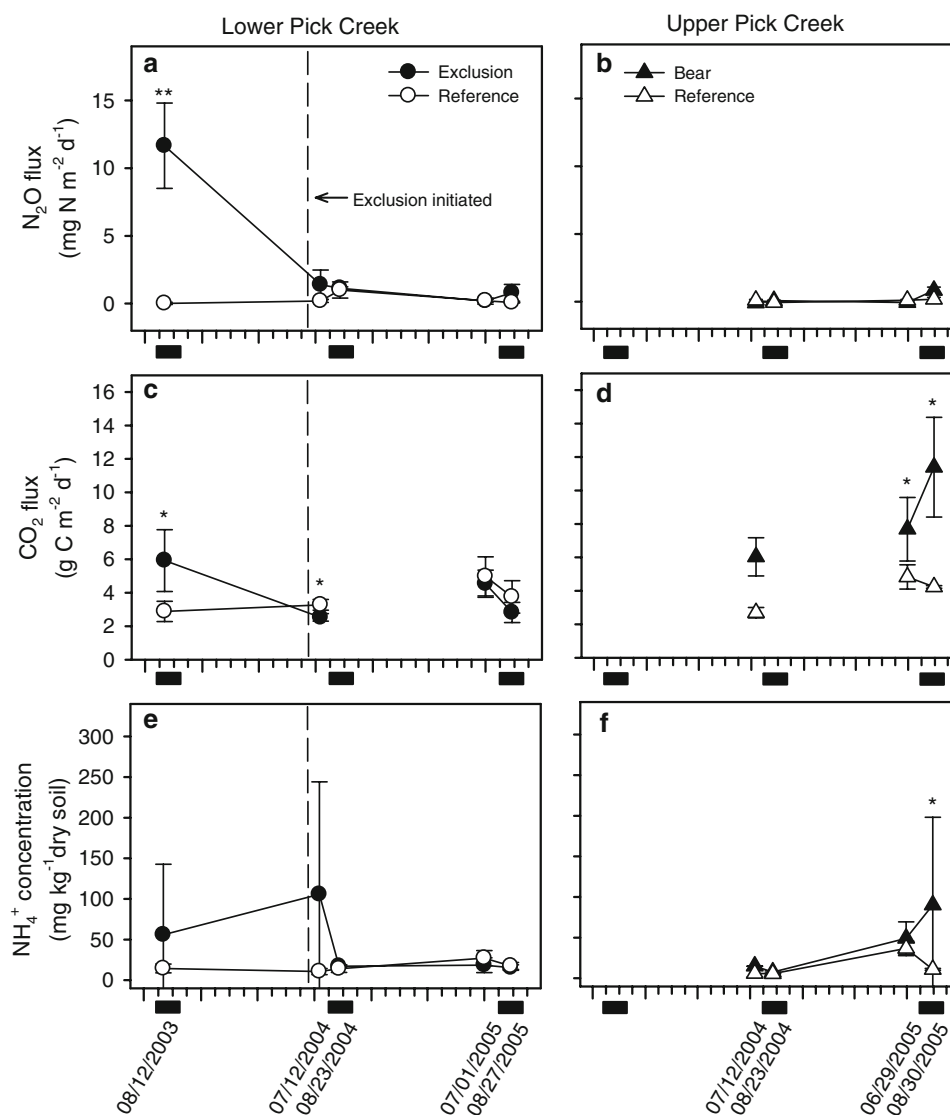 Lower Pick Creek
Upper Pick Creek
a
**
Exclusion
Reference
Exclusion initiated
N₂O flux
(mg N m⁻² d⁻¹)
15
10
5
0
b
Bear
Reference
c
*
*
CO₂ flux
(g C m⁻² d⁻¹)
16
14
12
10
8
6
4
2
0
d
*
*
e
NH₄⁺ concentration
(mg kg⁻¹dry soil)
300
250
200
150
100
50
0
f
*
08/12/2003
07/12/2004
08/23/2004
07/01/2005
08/27/2005
07/12/2004
08/23/2004
06/29/2005
08/30/2005